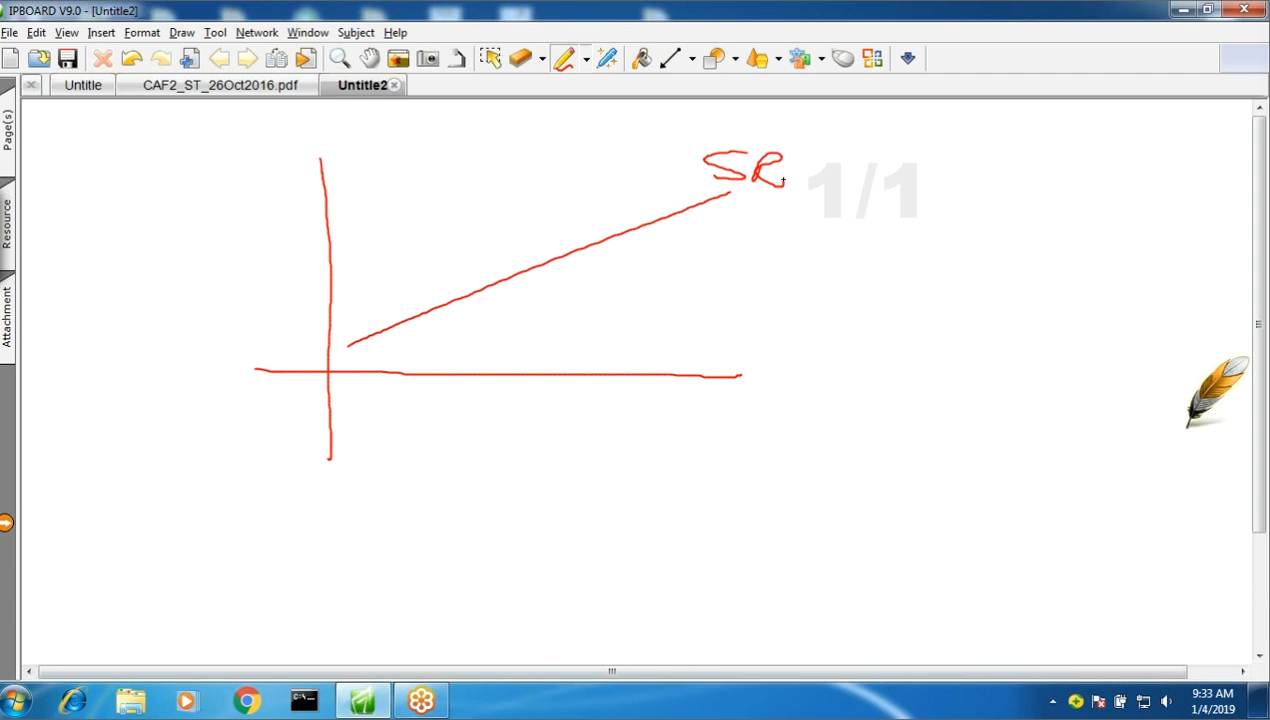 IPBOARD V9.0 - [Untitle2]
File Edit View Insert Format Draw Tool Network Window Subject Help
Untitle CAF2_ST_26Oct2016.pdf Untitle2
Page(s)
Resource
Attachment
SR
1/1
9:33 AM
1/4/2019